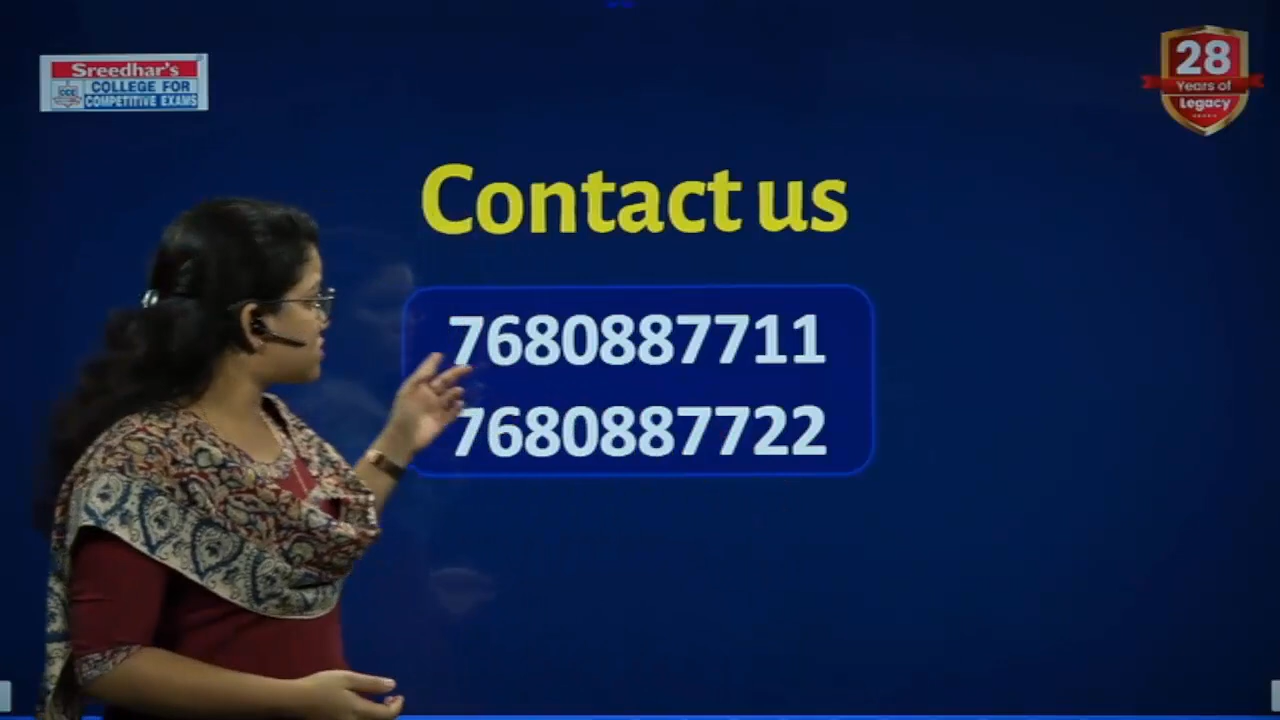 Sreedhar's
CCE
COLLEGE FOR
COMPETITIVE EXAMS
28
Years of
Legacy
Contact us
7680887711
7680887722